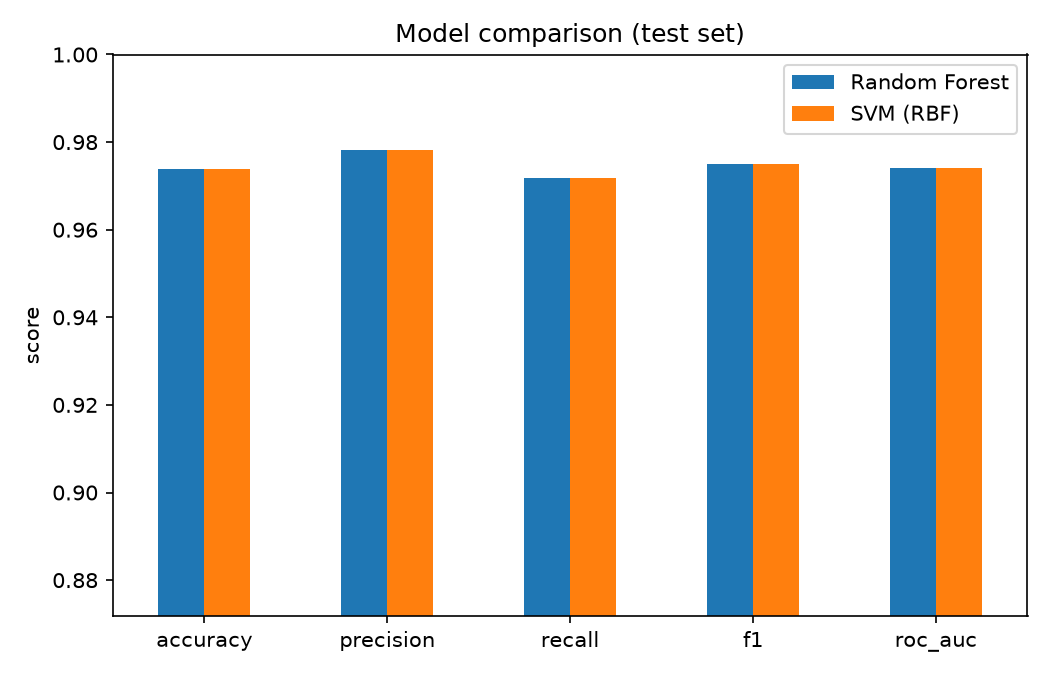 Model comparison (test set)
Random Forest
SVM (RBF)
score
1.00
0.98
0.96
0.94
0.92
0.90
0.88
accuracy
precision
recall
f1
roc_auc